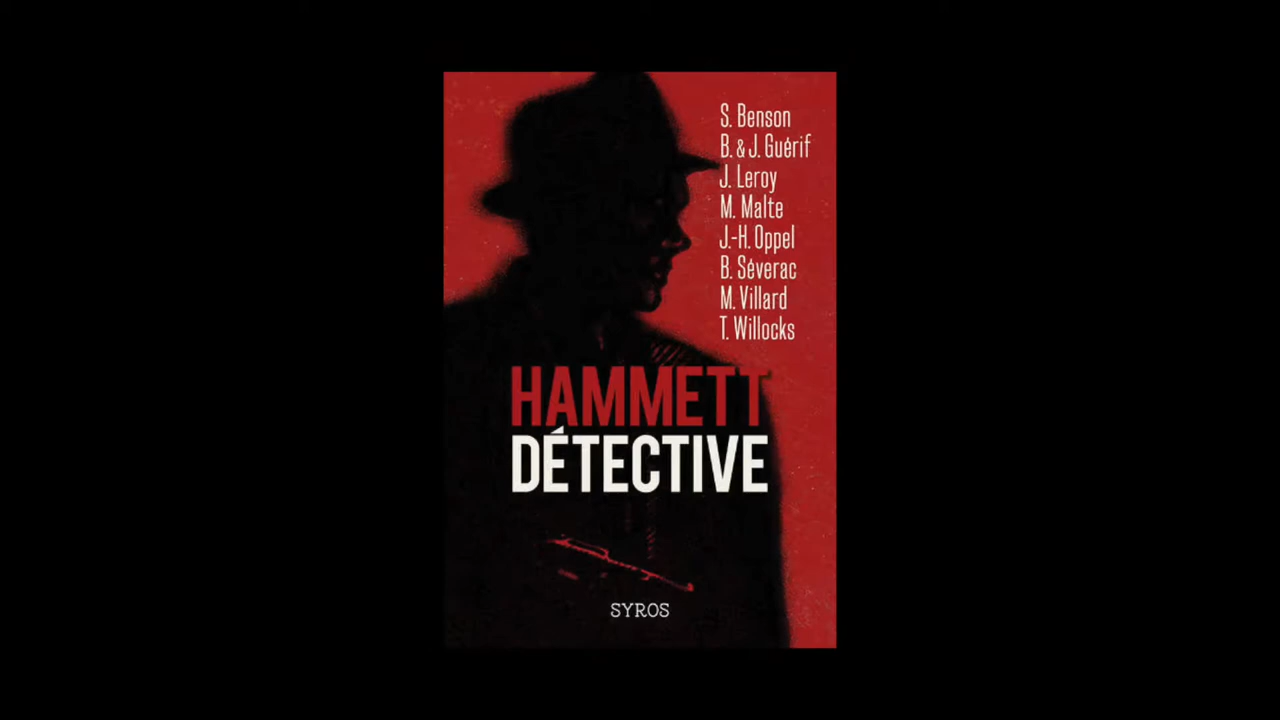 S. Benson
B. & J. Guérif
J. Leroy
M. Malte
J.-H. Oppel
B. Séverac
M. Villard
T. Willocks
HAMMETT
DÉTECTIVE
SYROS